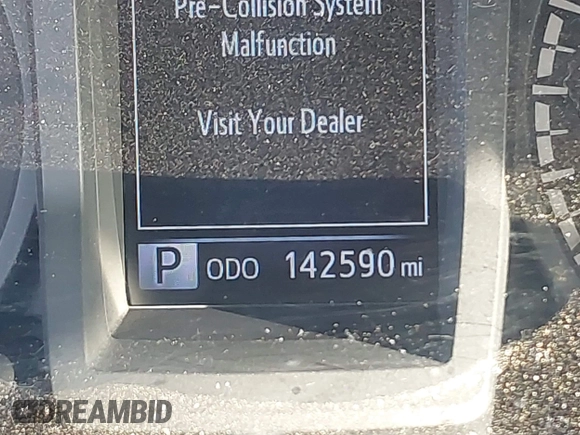 Pre-Collision System
Malfunction
Visit Your Dealer
P ODO 142590 mi
DREAMBID